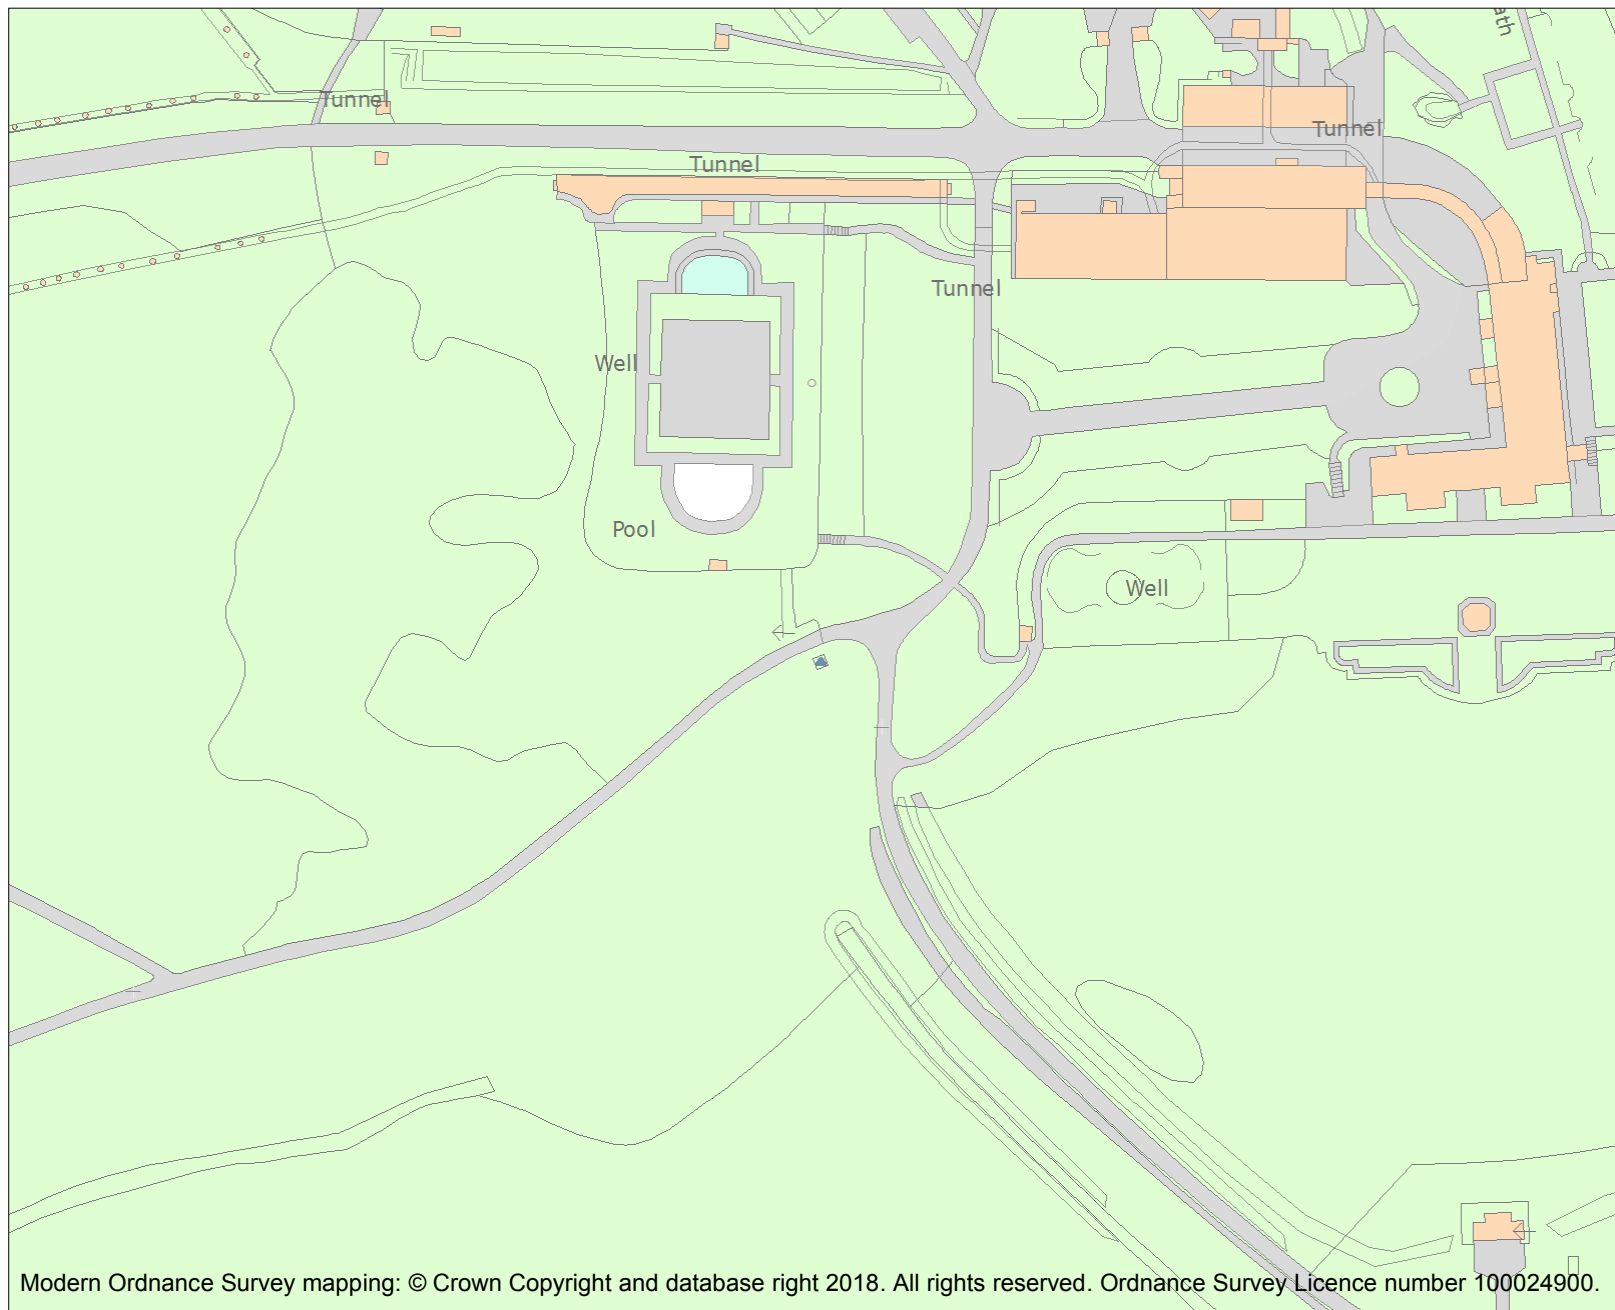 ath
Tunnel
Tunnel
Tunnel
Tunnel
Well
Pool
Well
Modern Ordnance Survey mapping: © Crown Copyright and database right 2018. All rights reserved. Ordnance Survey Licence number 100024900.